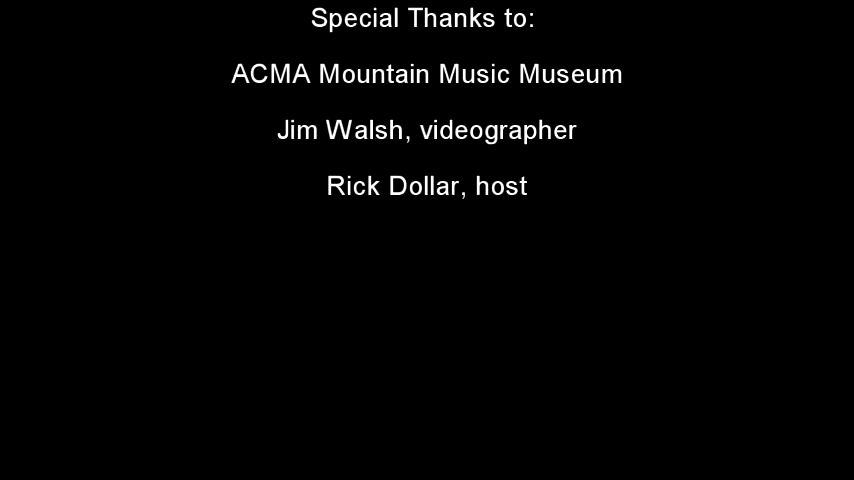 Special Thanks to:
ACMA Mountain Music Museum
Jim Walsh, videographer
Rick Dollar, host